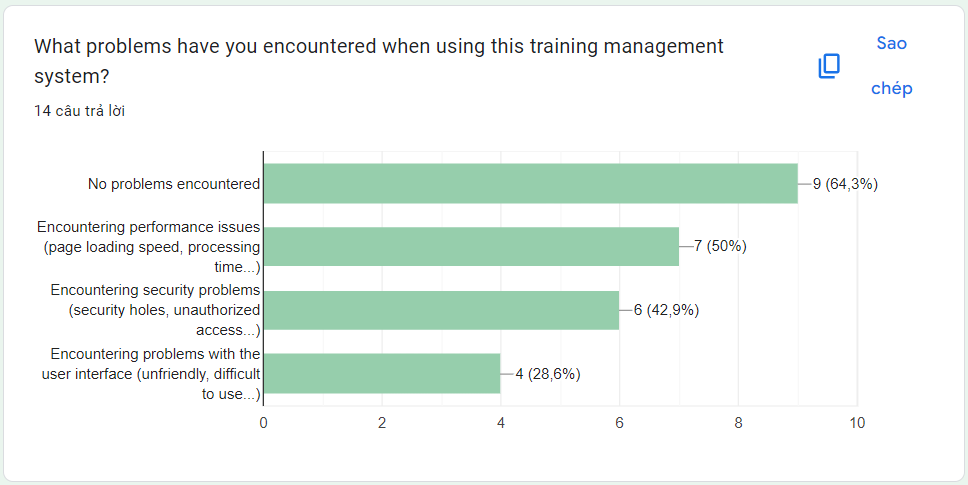 What problems have you encountered when using this training management
system?
Sao
chép
14 câu trả lời
No problems encountered
9 (64,3%)
Encountering performance issues
(page loading speed, processing
time...)
7 (50%)
Encountering security problems
(security holes, unauthorized
access...)
6 (42,9%)
Encountering problems with the
user interface (unfriendly, difficult
to use...)
4 (28,6%)
0
2
4
6
8
10